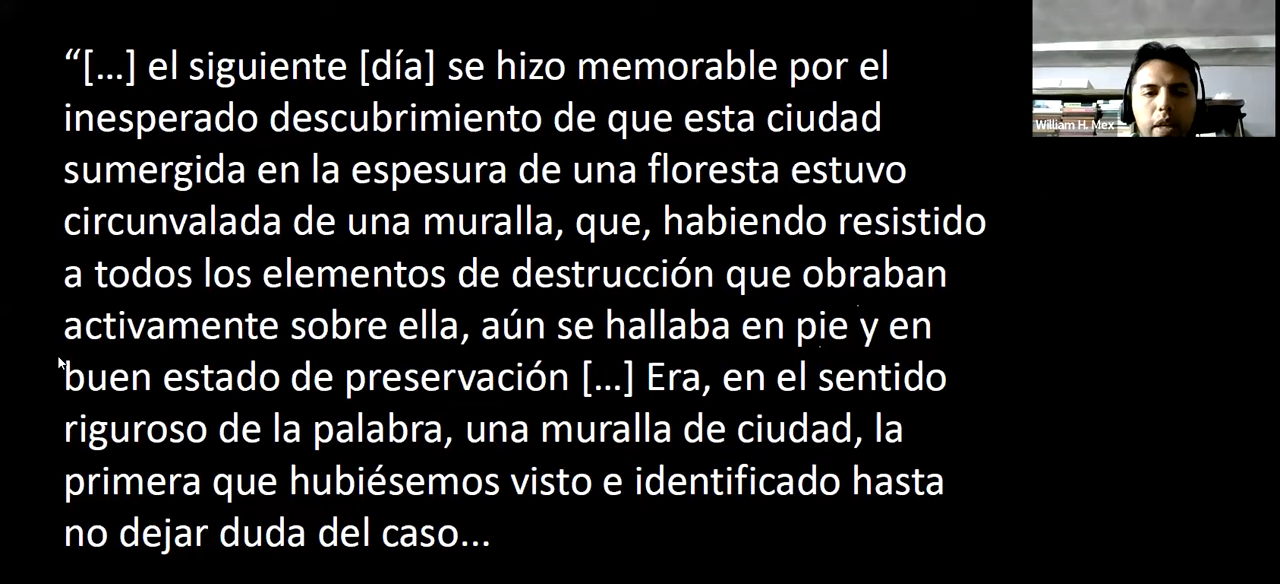 “[...] el siguiente [día] se hizo memorable por el
inesperado descubrimiento de que esta ciudad
sumergida en la espesura de una floresta estuvo
circunvalada de una muralla, que, habiendo resistido
a todos los elementos de destrucción que obraban
activamente sobre ella, aún se hallaba en pie y en
buen estado de preservación [...] Era, en el sentido
riguroso de la palabra, una muralla de ciudad, la
primera que hubiésemos visto e identificado hasta
no dejar duda del caso...
William H. Mex